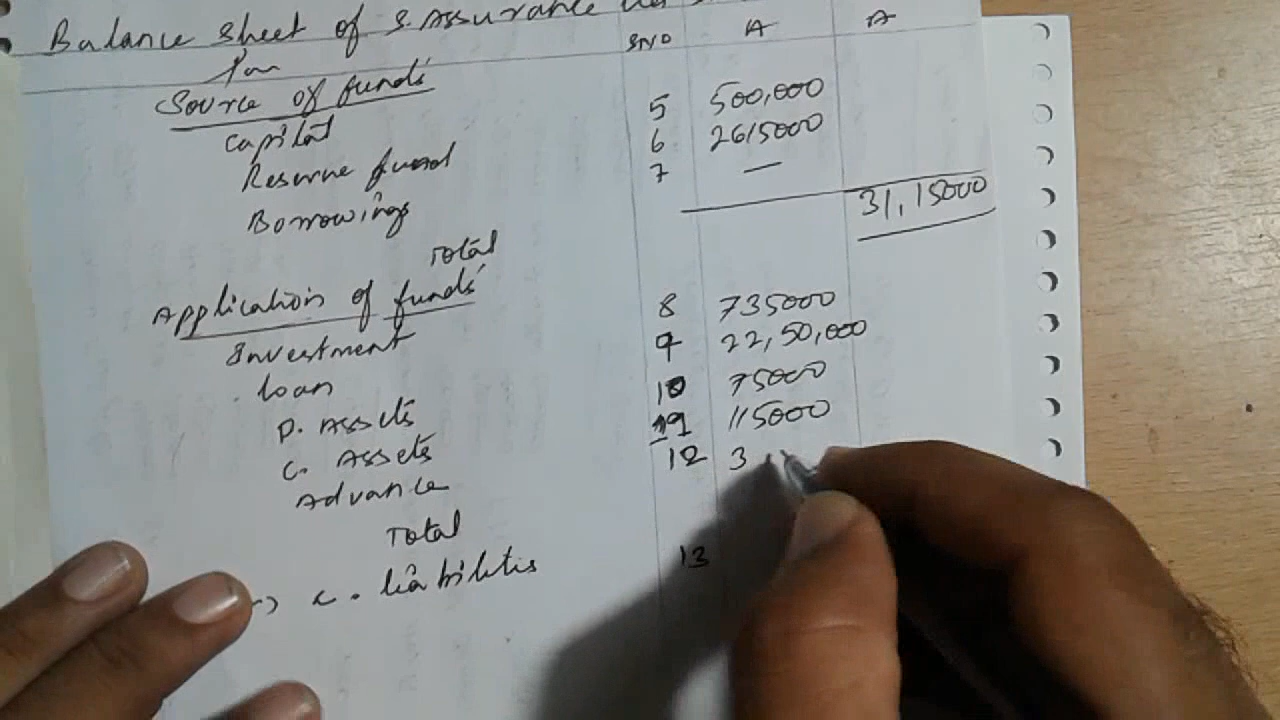 Balance Sheet of S. Assurance
SNO A A
Source of funds
Capital 5 500,000
Reserve fund 6 2615000
Borrowings 7 —
Total 31,15000
Application of funds
Investment 8 735000
Loan 9 22,50,000
P. Assets 10 75000
C. Assets 11 115000
Advance 12 3
Total
(-) C. liabilities 13